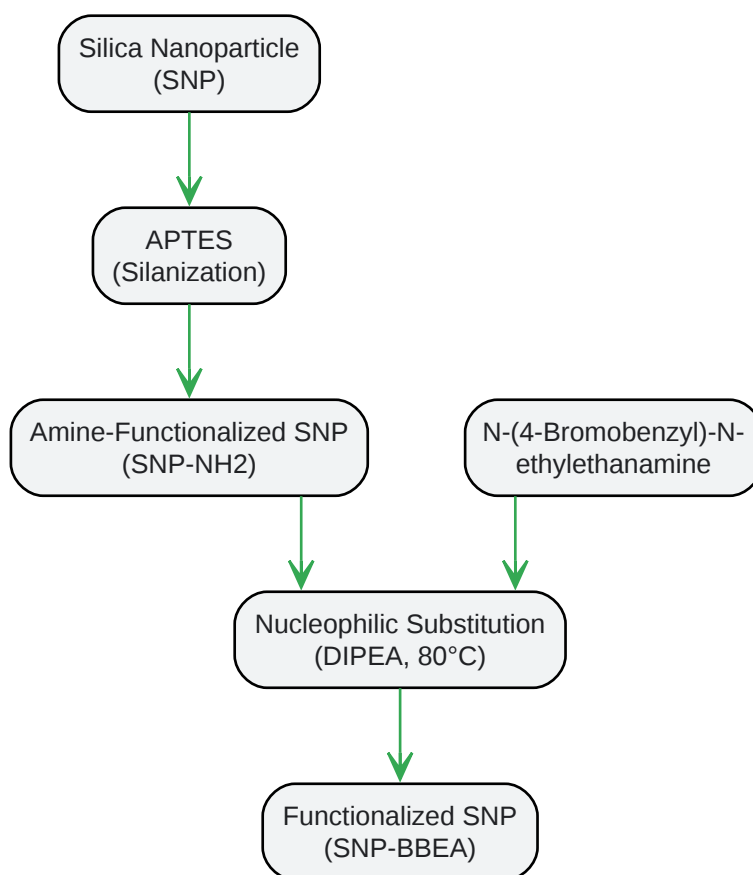 Silica Nanoparticle
(SNP)
APTES
(Silanization)
Amine-Functionalized SNP
(SNP-NH2)
N-(4-Bromobenzyl)-N-
ethylethanamine
Nucleophilic Substitution
(DIPEA, 80°C)
Functionalized SNP
(SNP-BBEA)